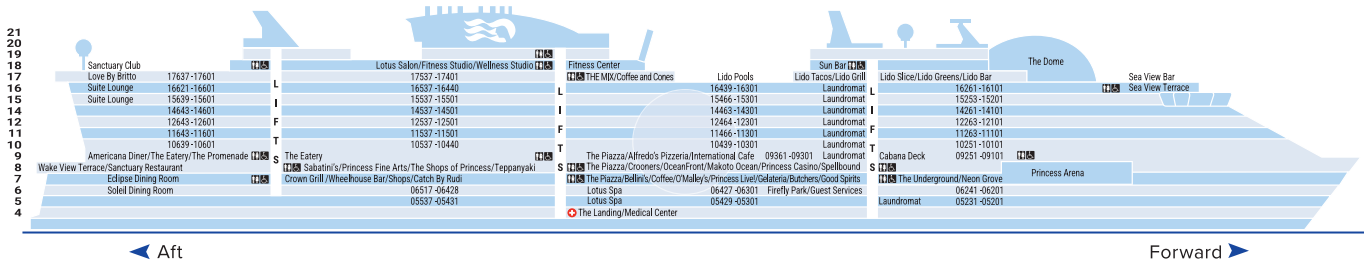 21
20
19
18 Sanctuary Club Lotus Salon/Fitness Studio/Wellness Studio Fitness Center Sun Bar The Dome
17 Love By Britto 17637 -17601 17537 -17401 THE MIX/Coffee and Cones Lido Pools Lido Tacos/Lido Grill Lido Slice/Lido Greens/Lido Bar Sea View Bar
16 Suite Lounge 16621 -16601 16537 -16440 16439 -16301 Laundromat 16261 -16101 Sea View Terrace
15 Suite Lounge 15639 -15601 15537 -15501 15466 -15301 Laundromat 15253 -15201
14 14643 -14601 14537 -14501 14463 -14301 Laundromat 14261 -14101
12 12643 -12601 12537 -12501 12464 -12301 Laundromat 12263 -12101
11 11643 -11601 11537 -11501 11466 -11301 Laundromat 11263 -11101
10 10639 -10601 10537 -10440 10439 -10301 Laundromat 10251 -10101
9 Americana Diner/The Eatery/The Promenade The Eatery The Piazza/Alfredo's Pizzeria/International Cafe 09361 -09301 Laundromat Cabana Deck 09251 -09101
8 Wake View Terrace/Sanctuary Restaurant Sabatini's/Princess Fine Arts/The Shops of Princess/Teppanyaki The Piazza/Crooners/OceanFront/Makoto Ocean/Princess Casino/Spellbound Princess Arena
7 Eclipse Dining Room Crown Grill /Wheelhouse Bar/Shops/Catch By Rudi The Piazza/Bellini's/Coffee/O'Malley's/Princess Live!/Gelateria/Butchers/Good Spirits The Underground/Neon Grove
6 Soleil Dining Room 06517 -06428 Lotus Spa 06427 -06301 Firefly Park/Guest Services 06241 -06201
5 05537 -05431 Lotus Spa 05429 -05301 Laundromat 05231 -05201
4 The Landing/Medical Center
LIFTS
LIFTS
LIFTS
Aft Forward